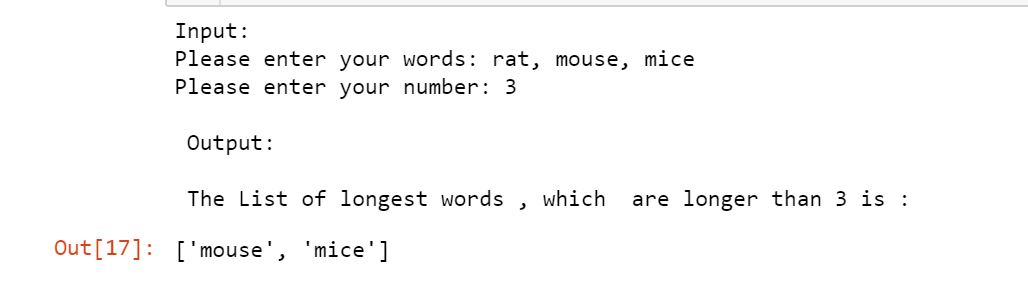 Input:
Please enter your words: rat, mouse, mice
Please enter your number: 3
Output:
The List of longest words , which  are longer than 3 is :
Out[17]: ['mouse', 'mice']